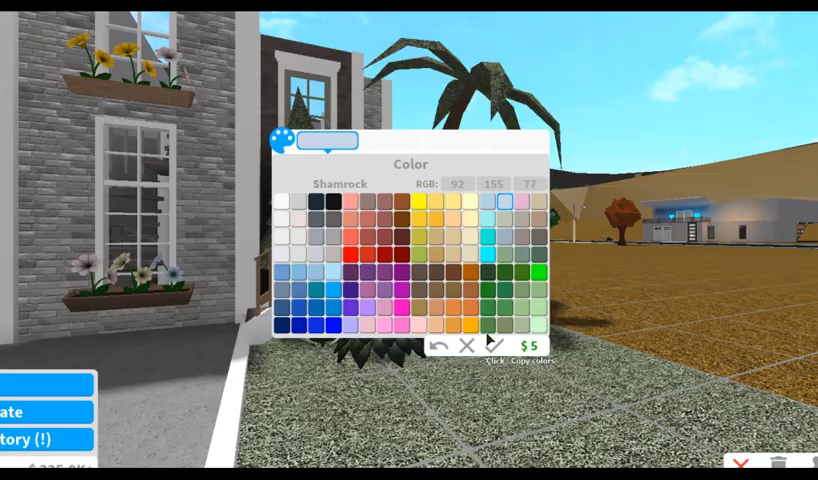 Color
Shamrock RGB: 92 155 77
$5
Click Copy colors
ate
tory (!)